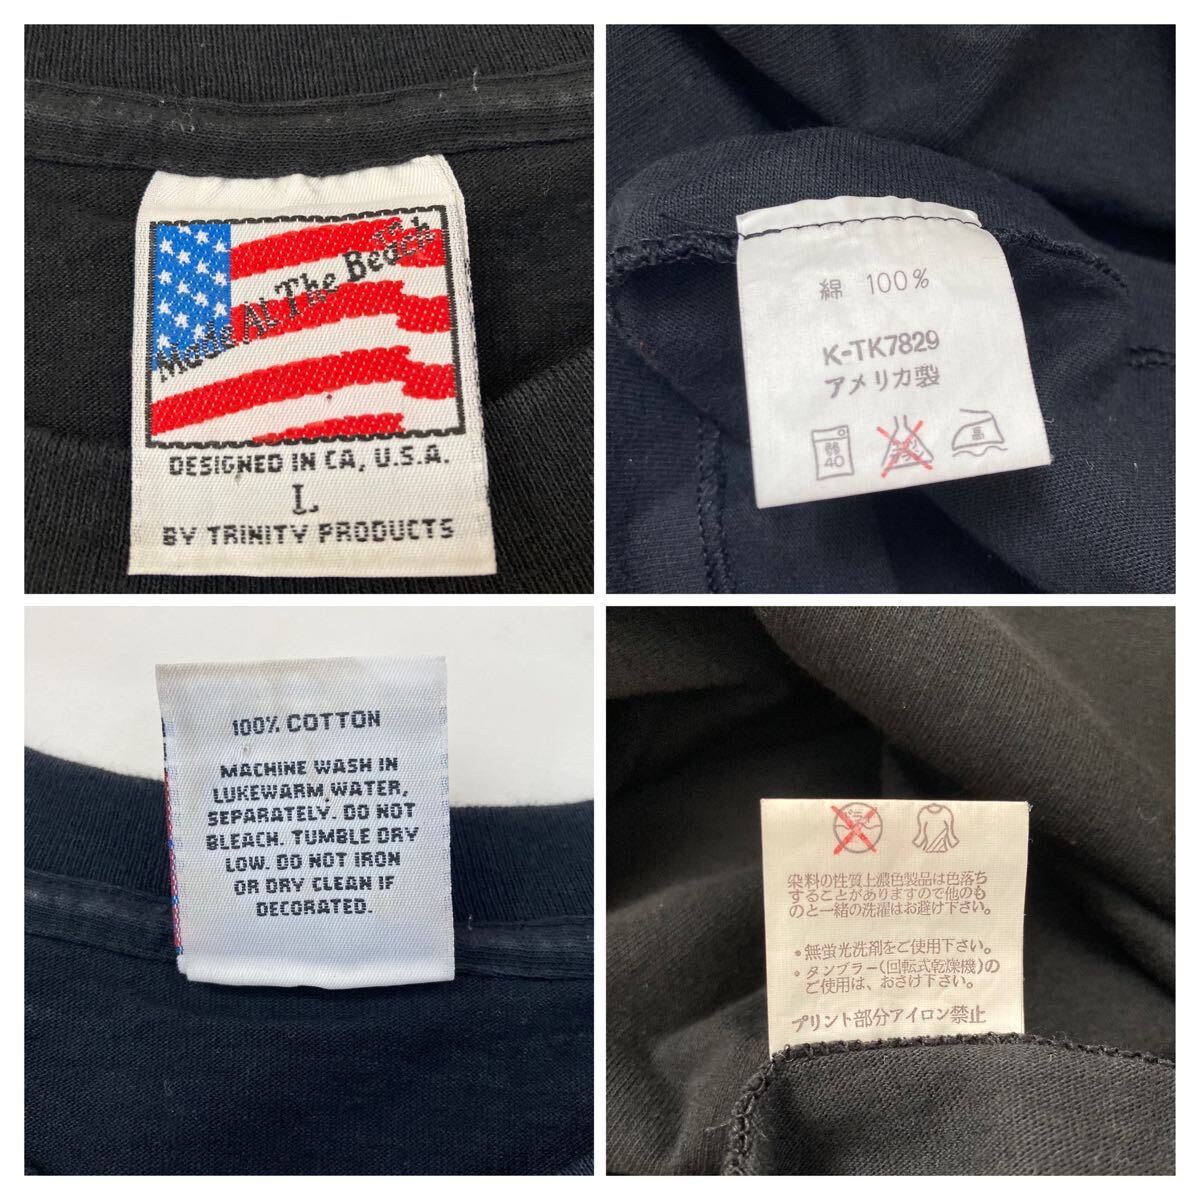 Made At The Beach
DESIGNED IN CA, U.S.A.
L
BY TRINITY PRODUCTS
綿 100%
K-TK7829
アメリカ製
弱
40
高
100% COTTON
MACHINE WASH IN
LUKEWARM WATER,
SEPARATELY. DO NOT
BLEACH. TUMBLE DRY
LOW. DO NOT IRON
OR DRY CLEAN IF
DECORATED.
ドライ
染料の性質上濃色製品は色落ち
することがありますので他のも
のと一緒の洗濯はお避け下さい。
・無蛍光洗剤をご使用下さい。
・タンブラー(回転式乾燥機)の
ご使用は、おさけ下さい。
プリント部分アイロン禁止